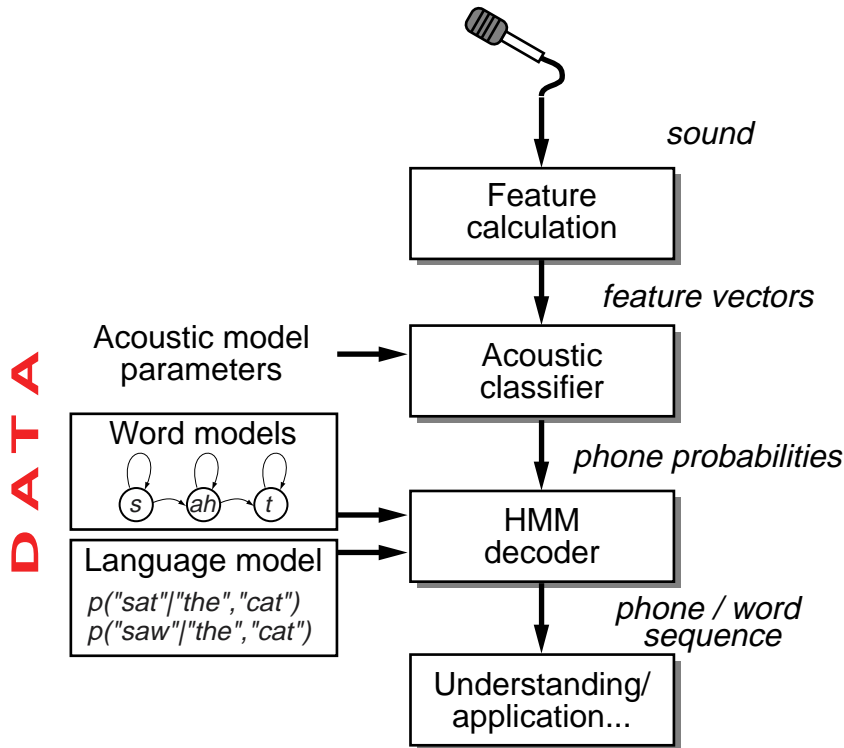 sound
Feature
calculation
feature vectors
Acoustic model
parameters
Acoustic
classifier
DATA
Word models
s ah t
phone probabilities
HMM
decoder
Language model
p("sat"|"the","cat")
p("saw"|"the","cat")
phone / word
sequence
Understanding/
application...